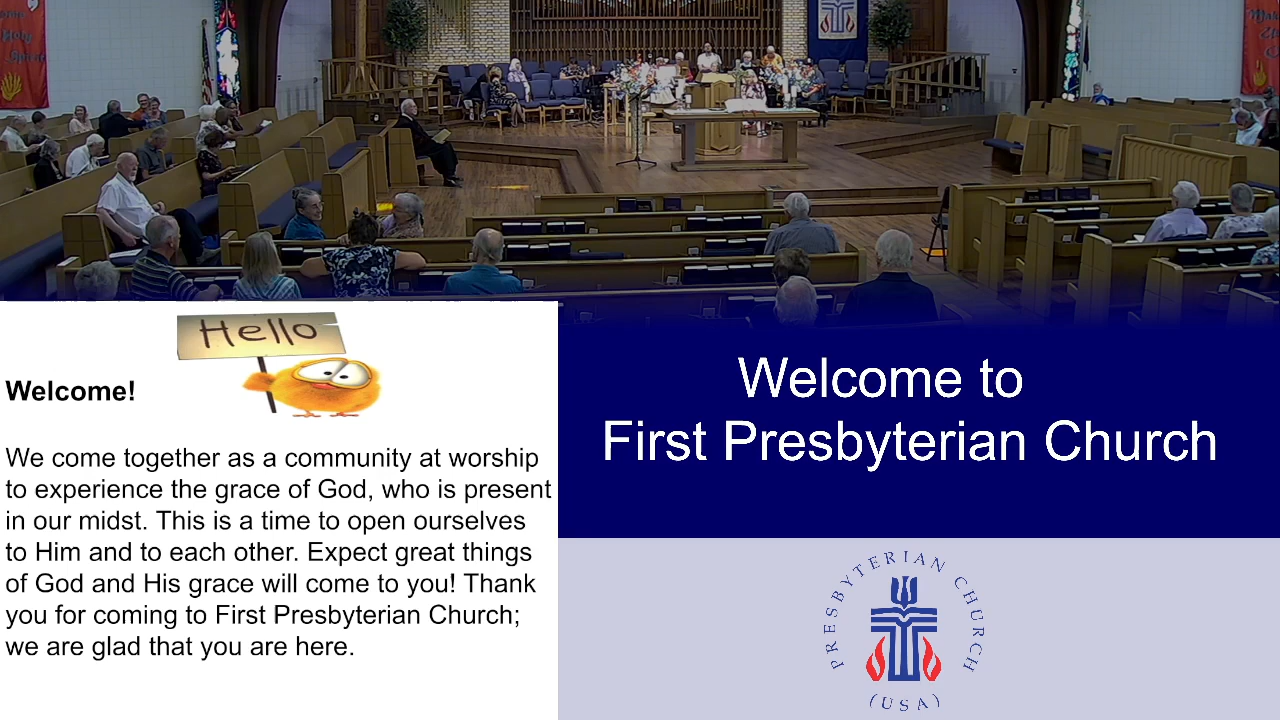 Hello
Welcome!
We come together as a community at worship
to experience the grace of God, who is present
in our midst. This is a time to open ourselves
to Him and to each other. Expect great things
of God and His grace will come to you! Thank
you for coming to First Presbyterian Church;
we are glad that you are here.
Welcome to
First Presbyterian Church
PRESBYTERIAN CHURCH
(USA)